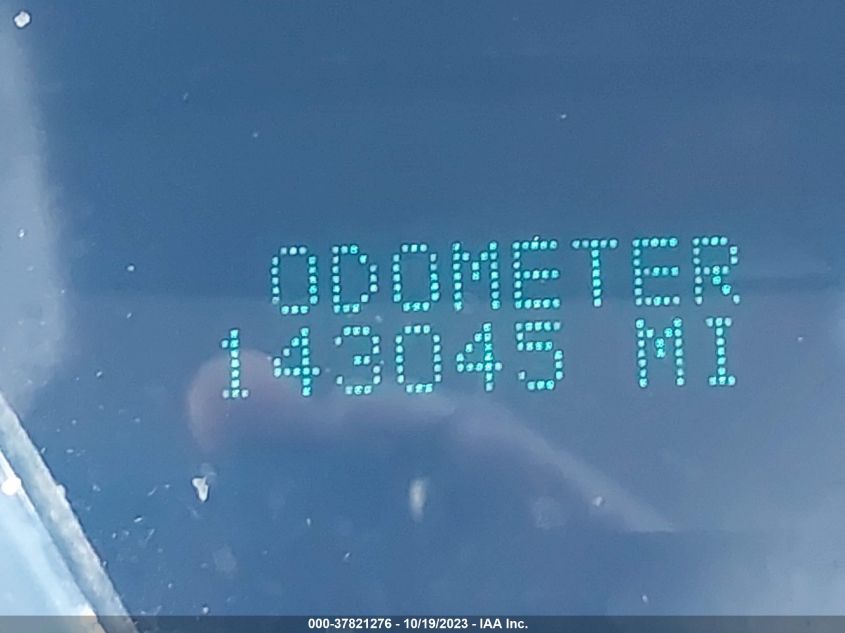 ODOMETER
143045 MI
000-37821276 - 10/19/2023 - IAA Inc.